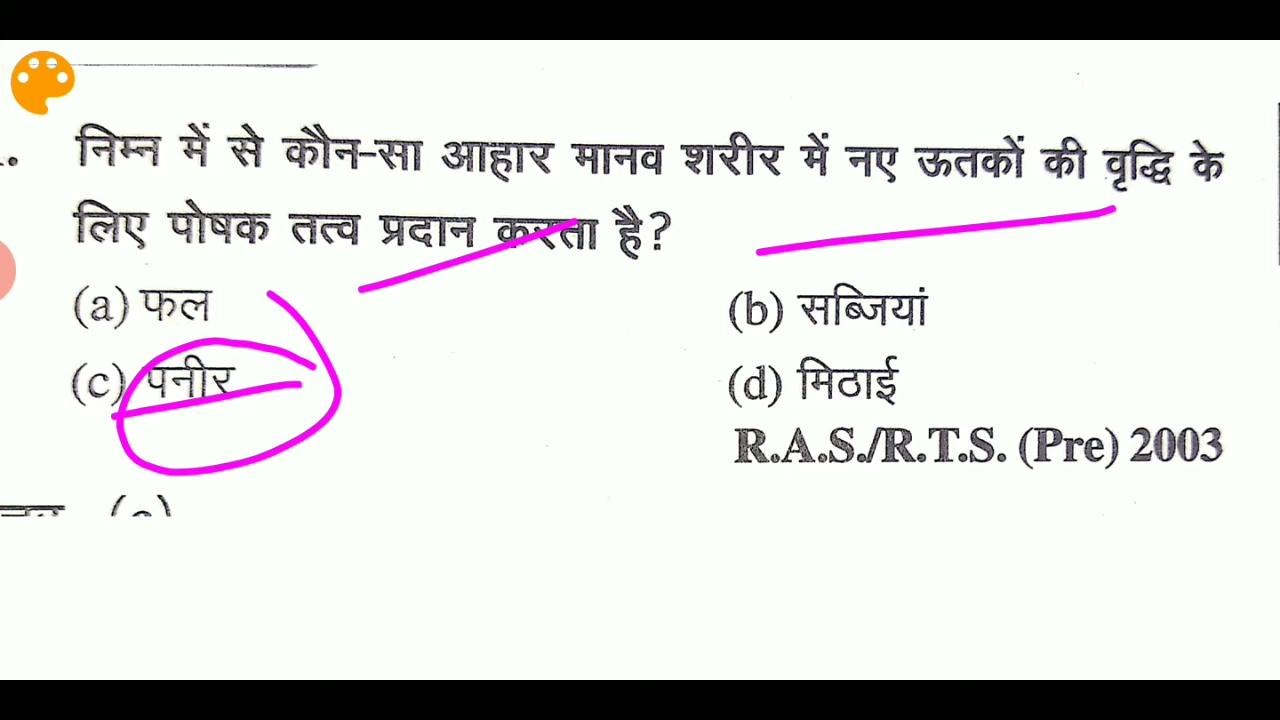 निम्न में से कौन-सा आहार मानव शरीर में नए ऊतकों की वृद्धि के
लिए पोषक तत्व प्रदान करता है?
(a) फल (b) सब्जियां
(c) पनीर (d) मिठाई
R.A.S./R.T.S. (Pre) 2003